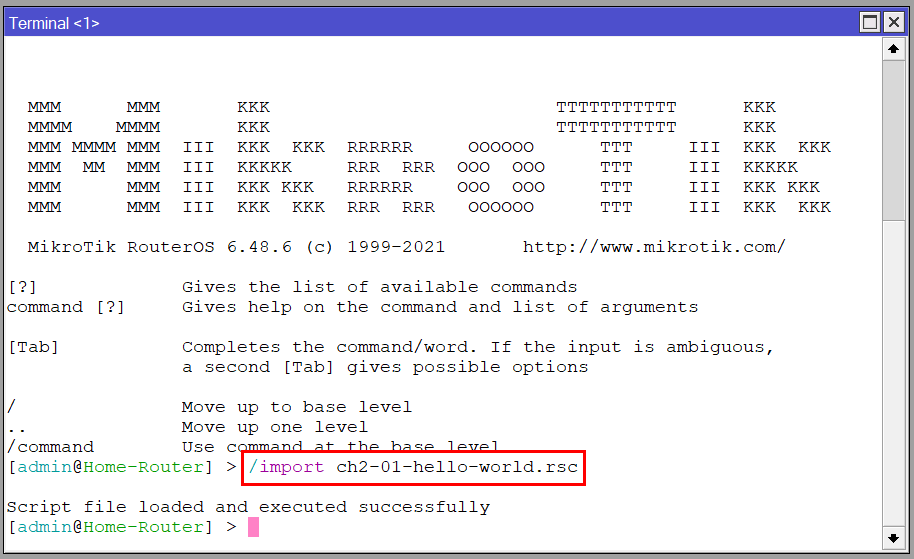 Terminal <1>
MMM      MMM       KKK                          TTTTTTTTTTT      KKK
MMMM    MMMM       KKK                          TTTTTTTTTTT      KKK
MMM MMMM MMM  III  KKK  KKK  RRRRRR     OOOOOO      TTT     III  KKK  KKK
MMM  MM  MMM  III  KKKKK     RRR  RRR  OOO  OOO     TTT     III  KKKKK
MMM      MMM  III  KKK KKK   RRRRRR    OOO  OOO     TTT     III  KKK KKK
MMM      MMM  III  KKK  KKK  RRR  RRR   OOOOOO      TTT     III  KKK  KKK
MikroTik RouterOS 6.48.6 (c) 1999-2021       http://www.mikrotik.com/
[?]             Gives the list of available commands
command [?]     Gives help on the command and list of arguments
[Tab]           Completes the command/word. If the input is ambiguous,
a second [Tab] gives possible options
/               Move up to base level
..              Move up one level
/command        Use command at the base level
[admin@Home-Router] > /import ch2-01-hello-world.rsc
Script file loaded and executed successfully
[admin@Home-Router] >